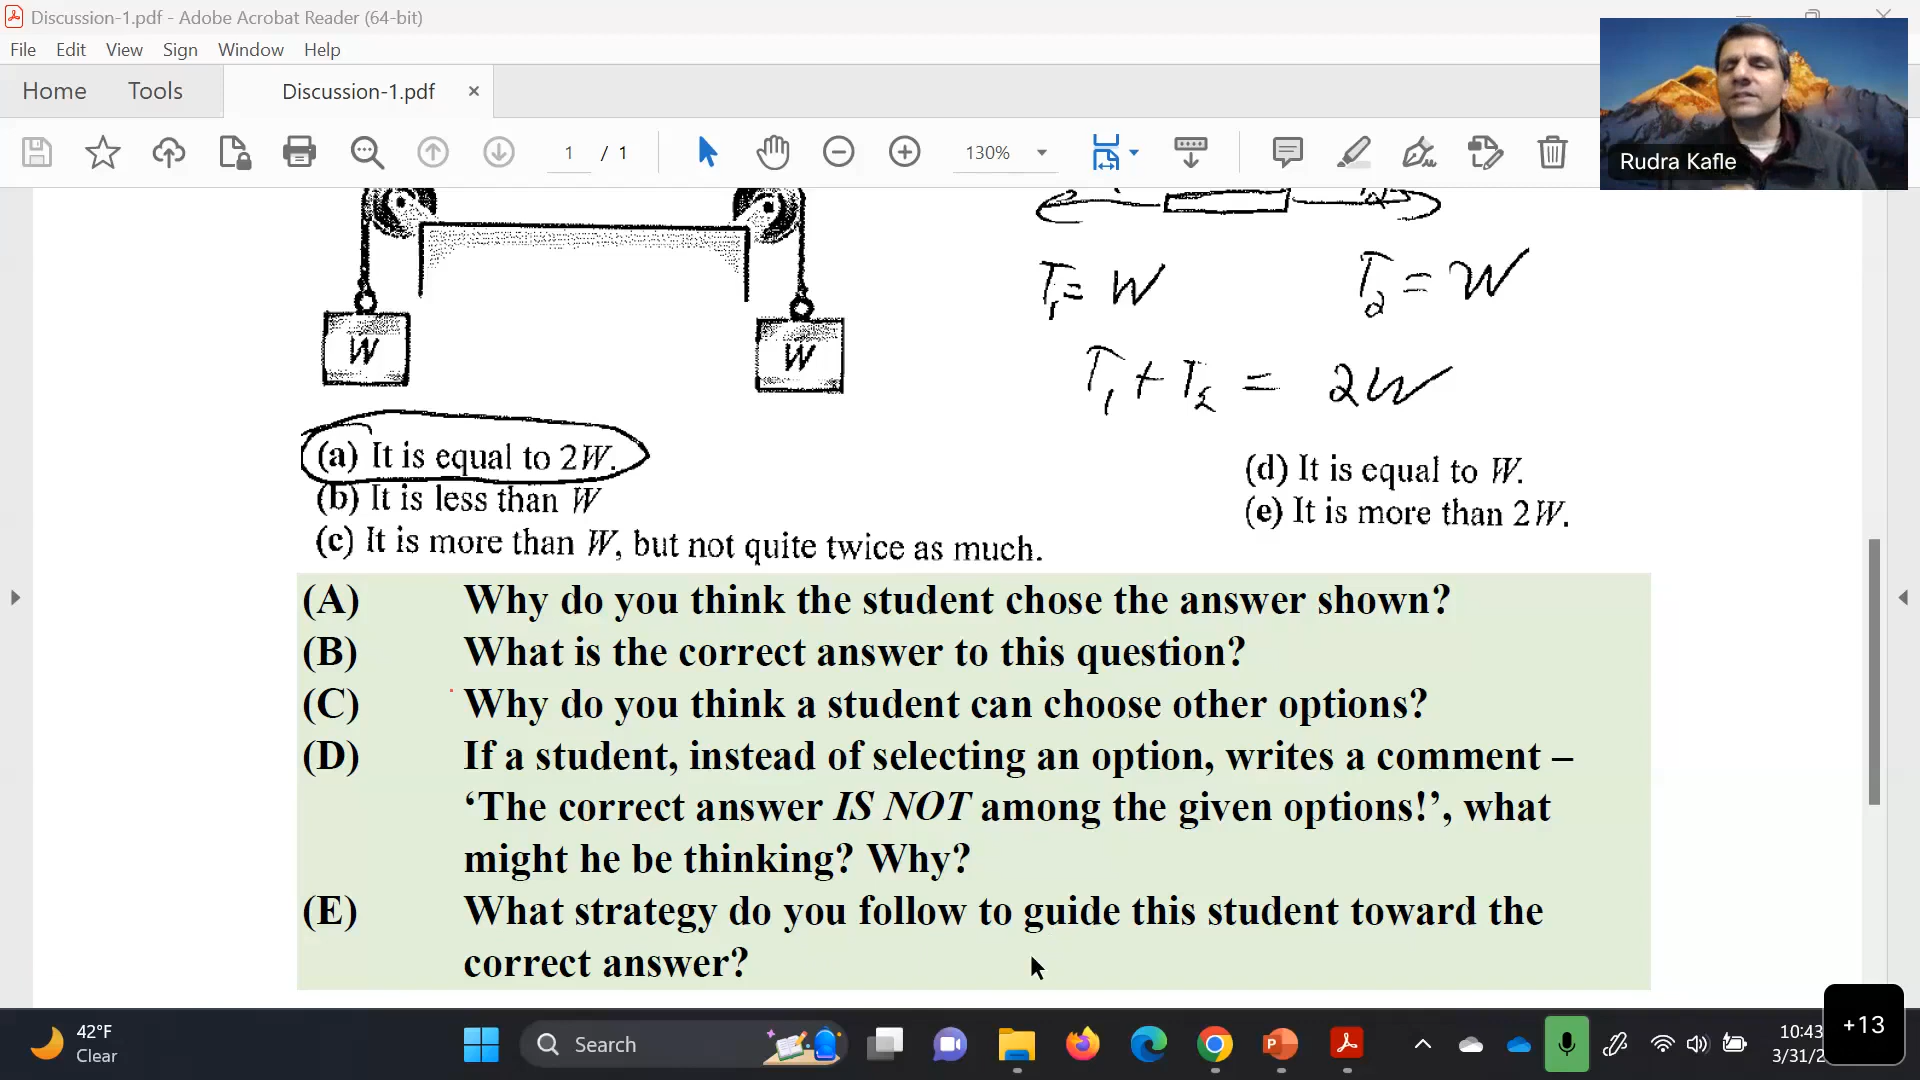 Discussion-1.pdf - Adobe Acrobat Reader (64-bit)
File Edit View Sign Window Help
Home Tools Discussion-1.pdf ×
1 / 1 130%
Rudra Kafle
T₁ = W T₂ = W
T₁ + T₂ = 2W
W W
(a) It is equal to 2W.
(d) It is equal to W.
(b) It is less than W
(e) It is more than 2W.
(c) It is more than W, but not quite twice as much.
(A) Why do you think the student chose the answer shown?
(B) What is the correct answer to this question?
(C) Why do you think a student can choose other options?
(D) If a student, instead of selecting an option, writes a comment –
‘The correct answer IS NOT among the given options!’, what
might he be thinking? Why?
(E) What strategy do you follow to guide this student toward the
correct answer?
42°F
Clear
Search
10:43
3/31/2
+13